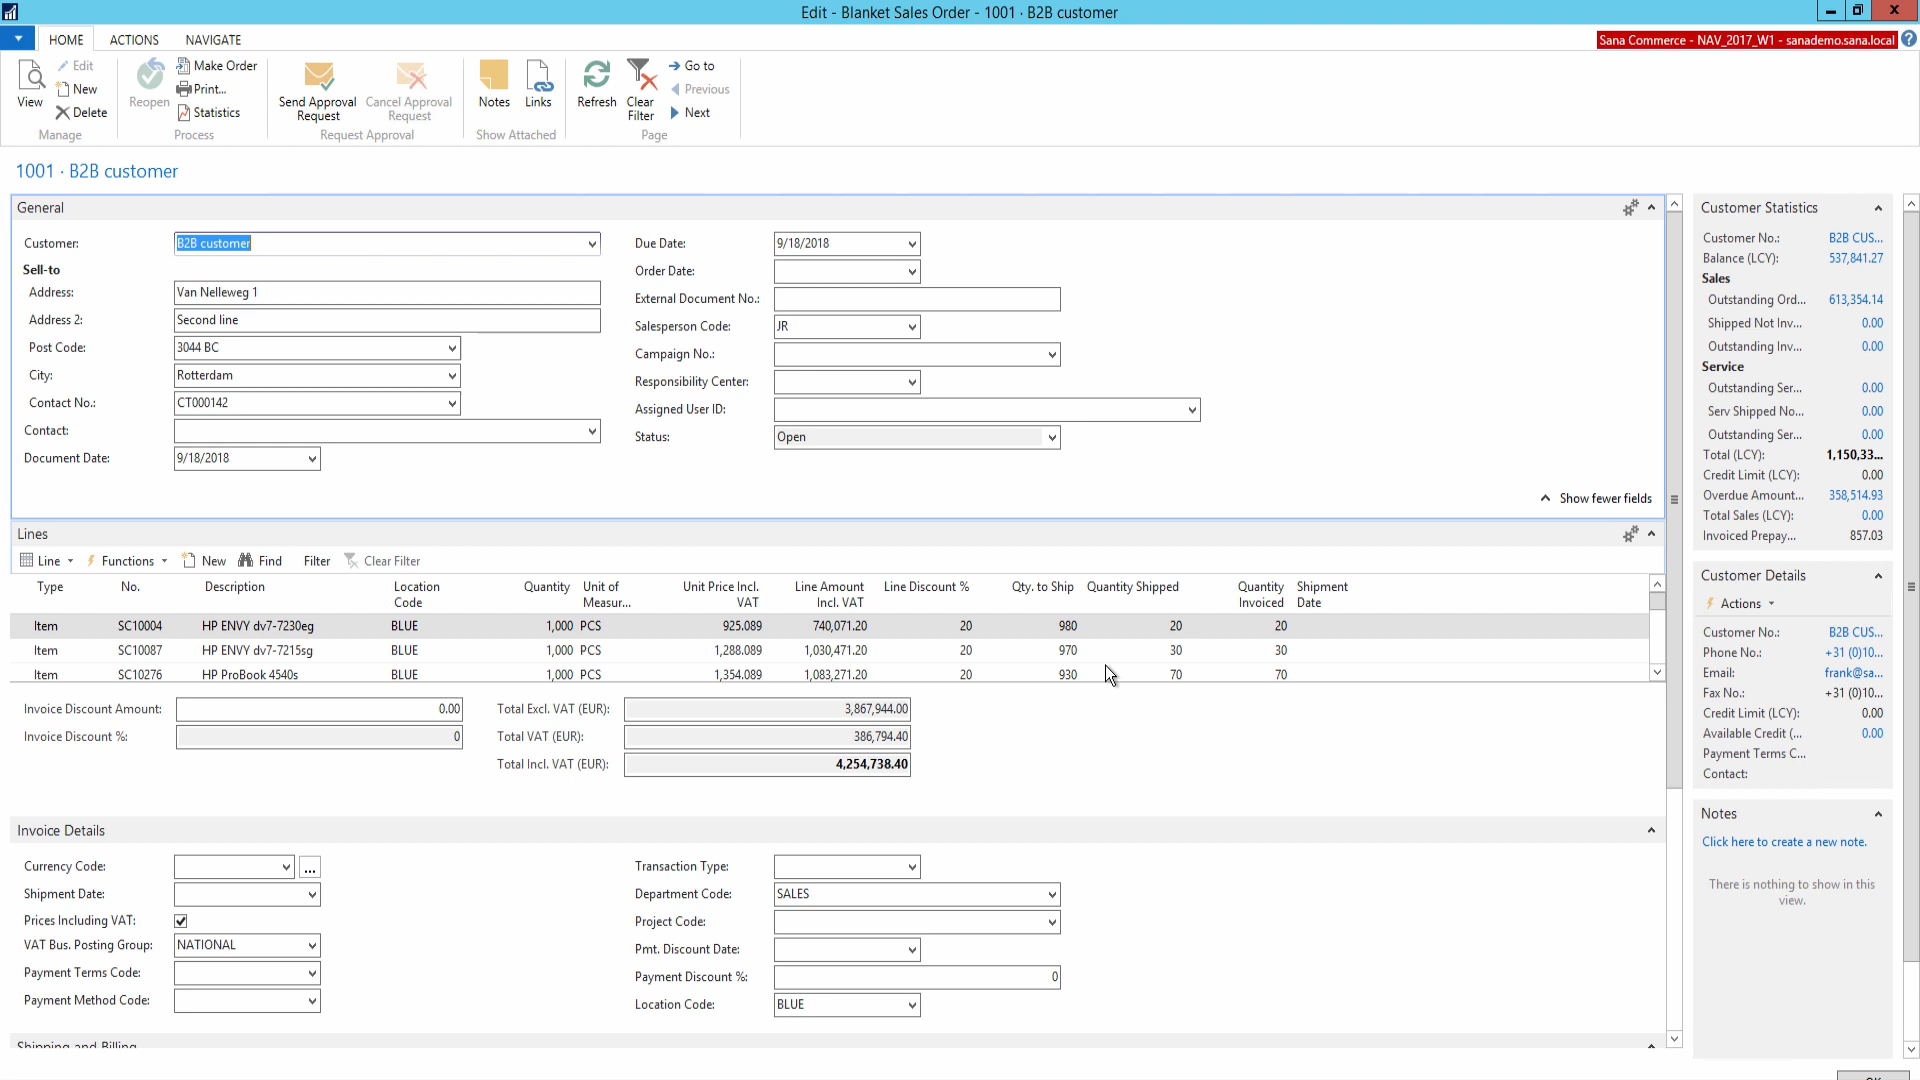 Edit - Blanket Sales Order - 1001 · B2B customer
HOME ACTIONS NAVIGATE
Sana Commerce - NAV_2017_W1 - sanademo.sana.local
View
Edit
New
Delete
Manage
Reopen
Make Order
Print...
Statistics
Process
Send Approval Request
Cancel Approval Request
Request Approval
Notes
Links
Show Attached
Refresh
Clear Filter
Go to
Previous
Next
Page
1001 · B2B customer
General
Customer: B2B customer
Sell-to
Address: Van Nelleweg 1
Address 2: Second line
Post Code: 3044 BC
City: Rotterdam
Contact No.: CT000142
Contact:
Document Date: 9/18/2018
Due Date: 9/18/2018
Order Date:
External Document No.:
Salesperson Code: JR
Campaign No.:
Responsibility Center:
Assigned User ID:
Status: Open
Show fewer fields
Lines
Line Functions New Find Filter Clear Filter
Type No. Description Location Code Quantity Unit of Measur... Unit Price Incl. VAT Line Amount Incl. VAT Line Discount % Qty. to Ship Quantity Shipped Quantity Invoiced Shipment Date
Item SC10004 HP ENVY dv7-7230eg BLUE 1,000 PCS 925.089 740,071.20 20 980 20 20
Item SC10087 HP ENVY dv7-7215sg BLUE 1,000 PCS 1,288.089 1,030,471.20 20 970 30 30
Item SC10276 HP ProBook 4540s BLUE 1,000 PCS 1,354.089 1,083,271.20 20 930 70 70
Invoice Discount Amount: 0.00
Invoice Discount %: 0
Total Excl. VAT (EUR): 3,867,944.00
Total VAT (EUR): 386,794.40
Total Incl. VAT (EUR): 4,254,738.40
Invoice Details
Currency Code: ...
Shipment Date:
Prices Including VAT:
VAT Bus. Posting Group: NATIONAL
Payment Terms Code:
Payment Method Code:
Transaction Type:
Department Code: SALES
Project Code:
Pmt. Discount Date:
Payment Discount %: 0
Location Code: BLUE
Shipping and Billing
Customer Statistics
Customer No.: B2B CUS...
Balance (LCY): 537,841.27
Sales
Outstanding Ord... 613,354.14
Shipped Not Inv... 0.00
Outstanding Inv... 0.00
Service
Outstanding Ser... 0.00
Serv Shipped No... 0.00
Outstanding Ser... 0.00
Total (LCY): 1,150,33...
Credit Limit (LCY): 0.00
Overdue Amount... 358,514.93
Total Sales (LCY): 0.00
Invoiced Prepay... 857.03
Customer Details
Actions
Customer No.: B2B CUS...
Phone No.: +31 (0)10...
Email: frank@sa...
Fax No.: +31 (0)10...
Credit Limit (LCY): 0.00
Available Credit (... 0.00
Payment Terms C...
Contact:
Notes
Click here to create a new note.
There is nothing to show in this view.